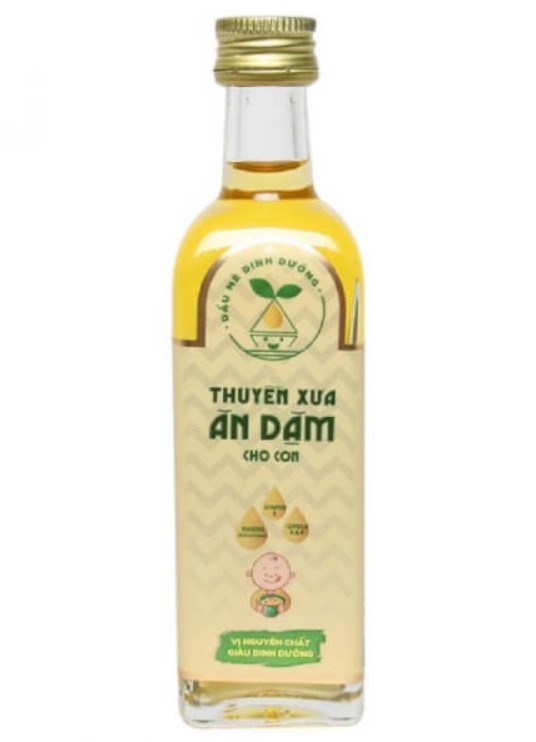 • DẦU MÈ DINH DƯỠNG •
THUYỀN XƯA
ĂN DẶM
CHO CON
VỊ NGUYÊN CHẤT
GIÀU DINH DƯỠNG